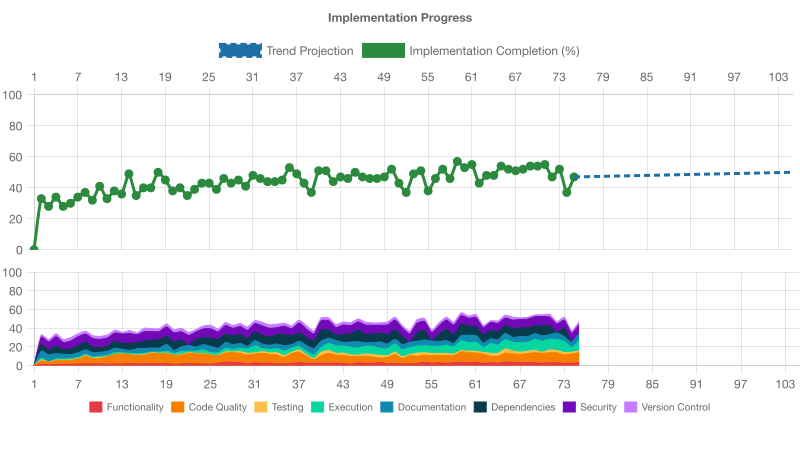 Implementation Progress
Trend Projection Implementation Completion (%)
1 7 13 19 25 31 37 43 49 55 61 67 73 79 85 91 97 103
100
80
60
40
20
0
100
80
60
40
20
0
1 7 13 19 25 31 37 43 49 55 61 67 73 79 85 91 97 103
Functionality Code Quality Testing Execution Documentation Dependencies Security Version Control